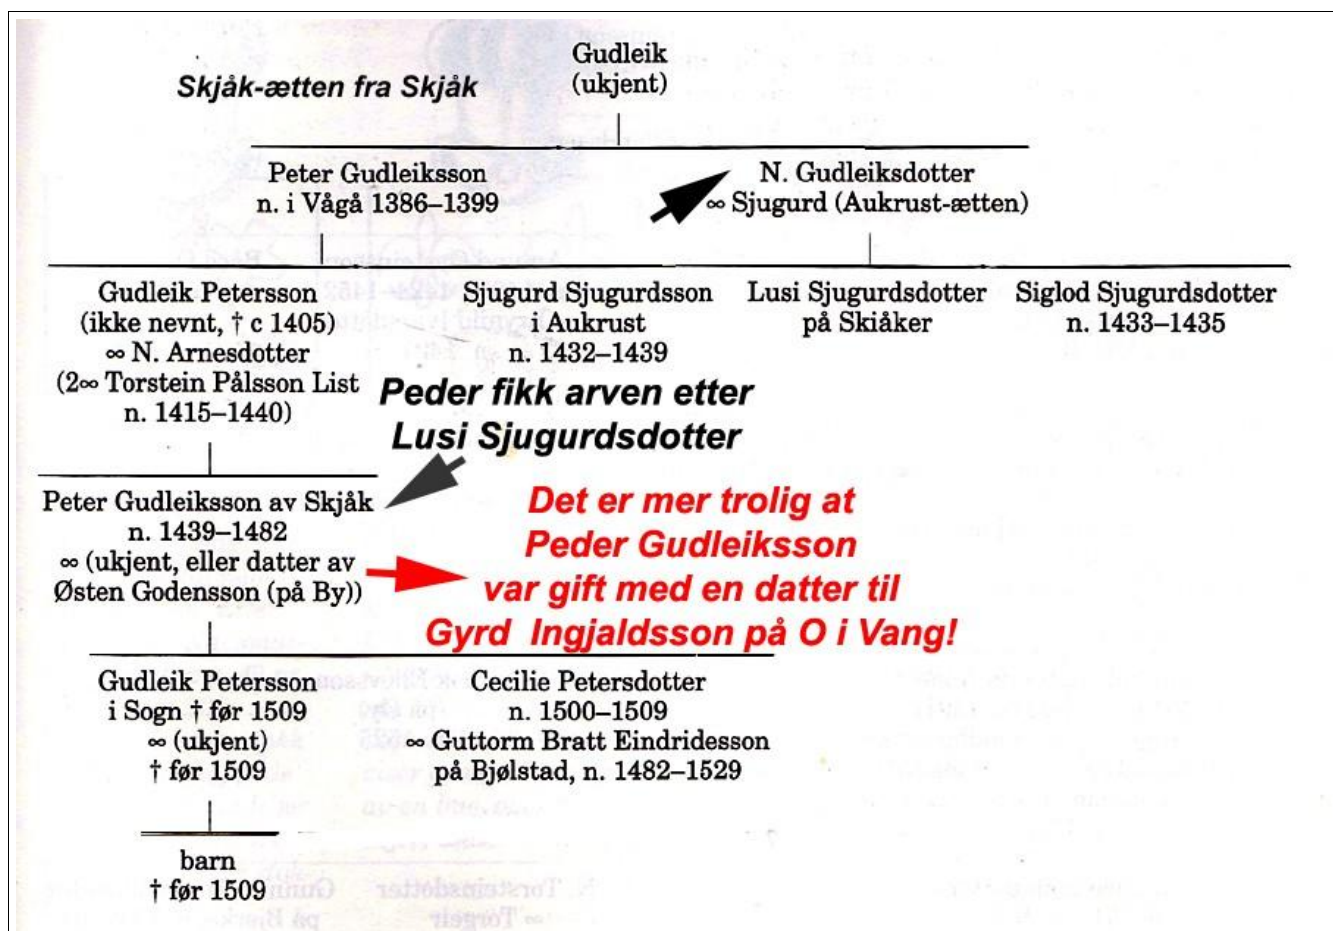 Gudleik
(ukjent)
Skjåk-ætten fra Skjåk
Peter Gudleiksson
n. i Vågå 1386–1399
N. Gudleiksdotter
∞ Sjugurd (Aukrust-ætten)
Gudleik Petersson
(ikke nevnt, † c 1405)
∞ N. Arnesdotter
(2∞ Torstein Pålsson List
n. 1415–1440)
Sjugurd Sjugurdsson
i Aukrust
n. 1432–1439
Lusi Sjugurdsdotter
på Skiåker
Siglod Sjugurdsdotter
n. 1433–1435
Peder fikk arven etter
Lusi Sjugurdsdotter
Peter Gudleiksson av Skjåk
n. 1439–1482
∞ (ukjent, eller datter av
Østen Godensson (på By))
Det er mer trolig at
Peder Gudleiksson
var gift med en datter til
Gyrd Ingjaldsson på O i Vang!
Gudleik Petersson
i Sogn † før 1509
∞ (ukjent)
† før 1509
Cecilie Petersdotter
n. 1500–1509
∞ Guttorm Bratt Eindridesson
på Bjølstad, n. 1482–1529
barn
† før 1509